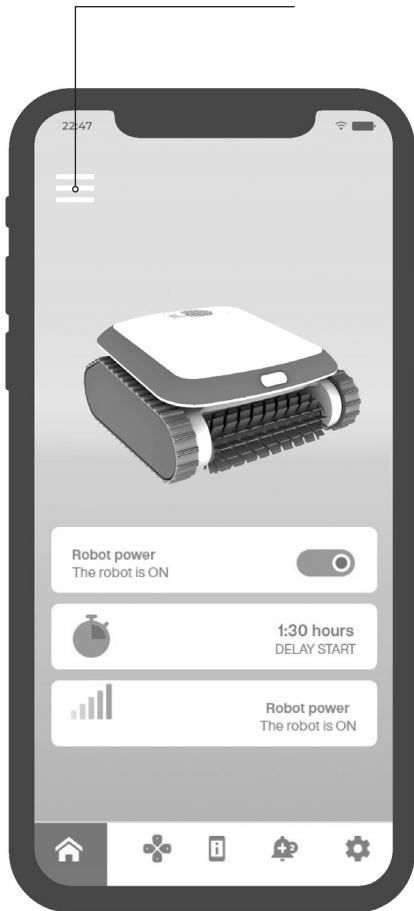 22:47
Robot power
The robot is ON
1:30 hours
DELAY START
Robot power
The robot is ON
i
2